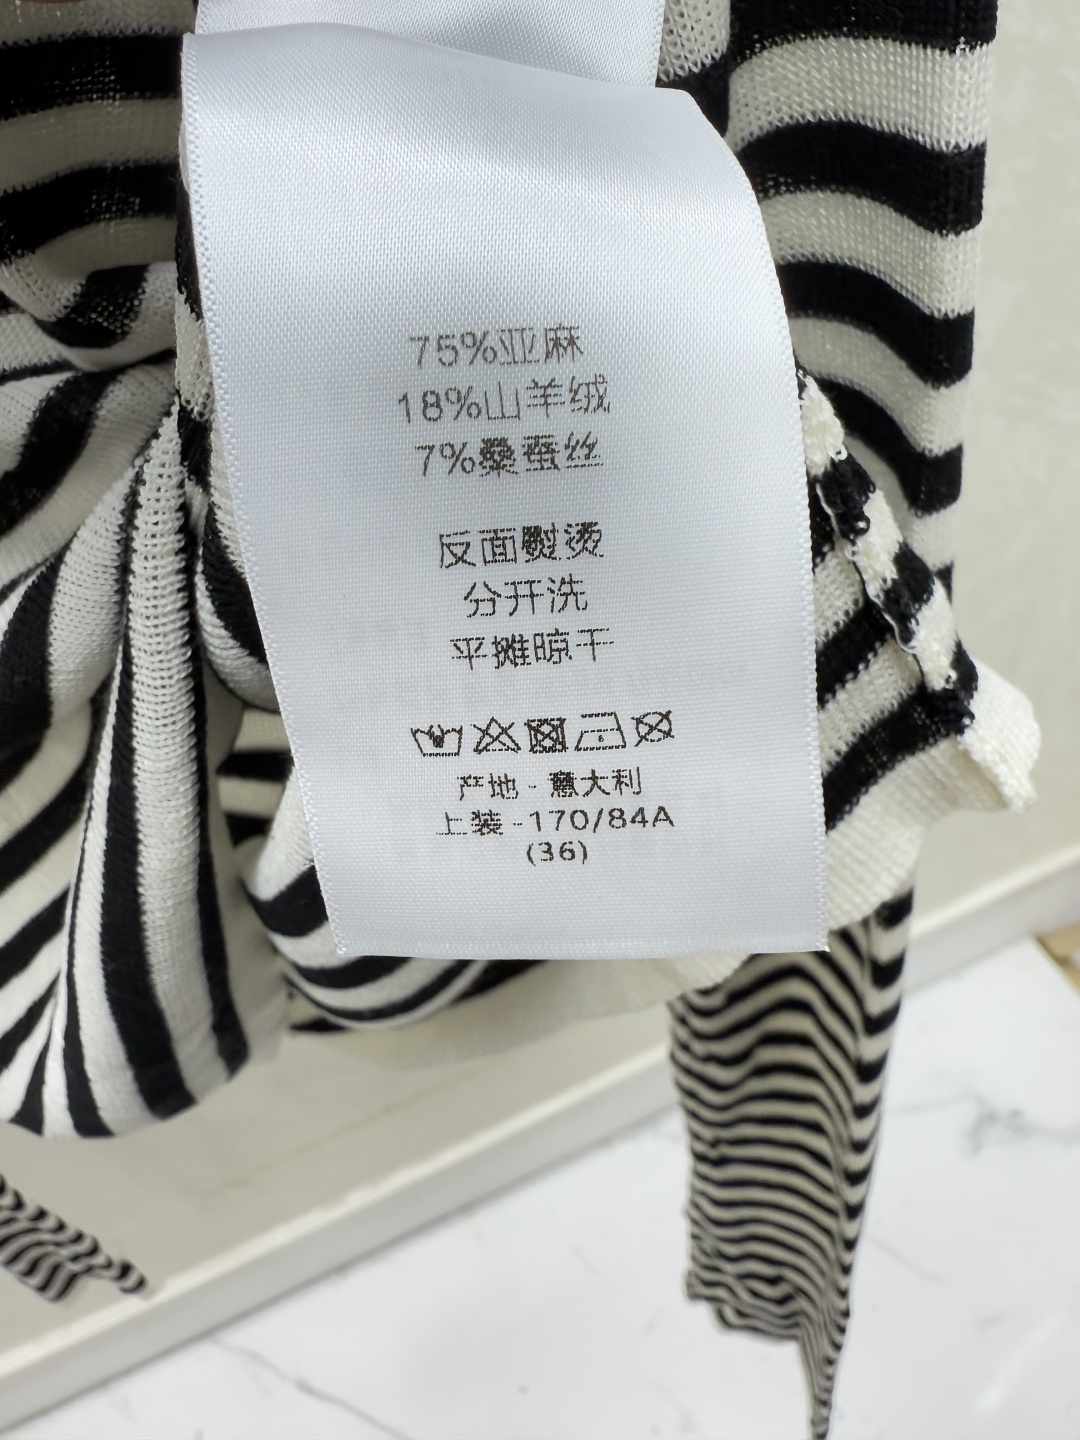 75%亚麻
18%山羊绒
7%桑蚕丝
反面熨烫
分开洗
平摊晾干
产地-意大利
上装-170/84A
(36)